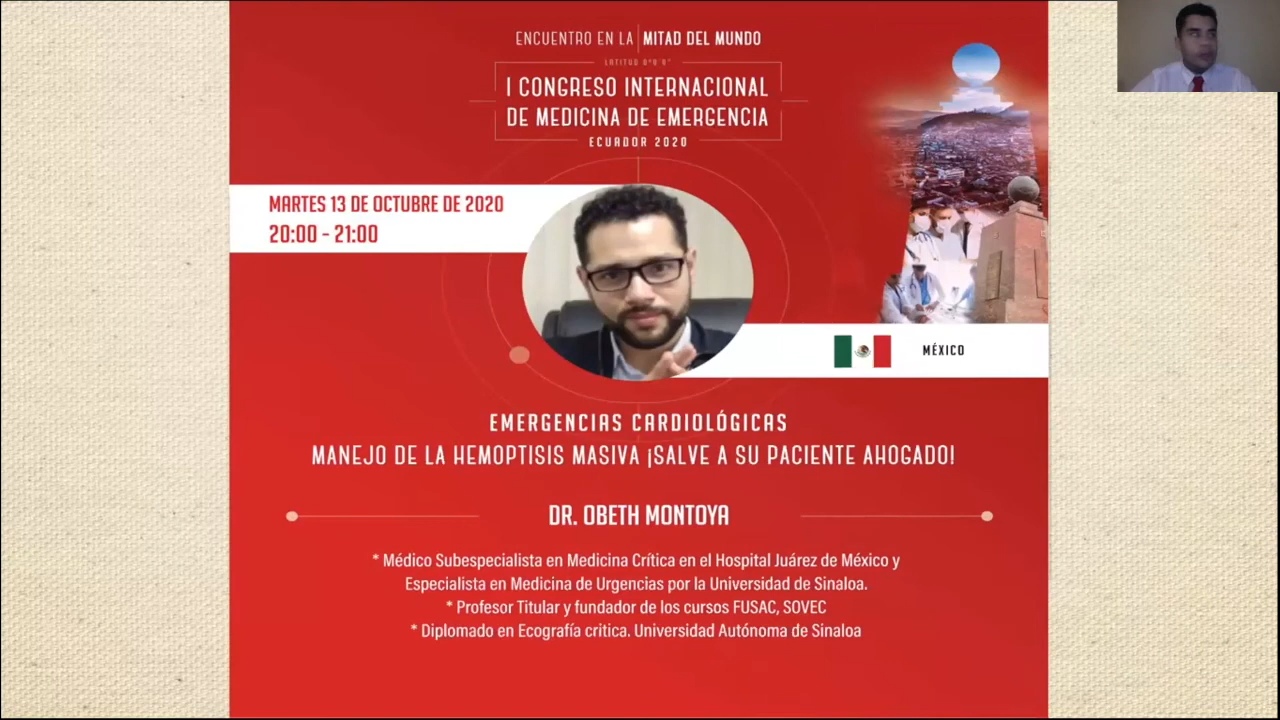 ENCUENTRO EN LA MITAD DEL MUNDO
LATITUD 0°0'0"
I CONGRESO INTERNACIONAL
DE MEDICINA DE EMERGENCIA
ECUADOR 2020
MARTES 13 DE OCTUBRE DE 2020
20:00 - 21:00
MÉXICO
EMERGENCIAS CARDIOLÓGICAS
MANEJO DE LA HEMOPTISIS MASIVA ¡SALVE A SU PACIENTE AHOGADO!
DR. OBETH MONTOYA
* Médico Subespecialista en Medicina Crítica en el Hospital Juárez de México y
Especialista en Medicina de Urgencias por la Universidad de Sinaloa.
* Profesor Titular y fundador de los cursos FUSAC, SOVEC
* Diplomado en Ecografía critica. Universidad Autónoma de Sinaloa